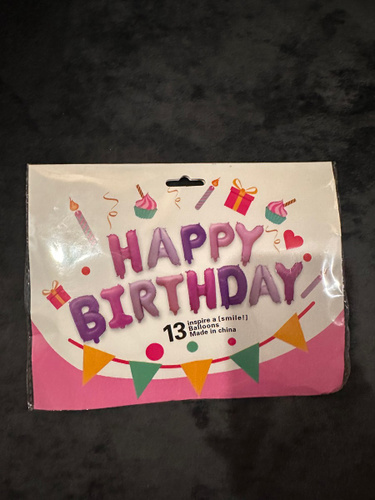 HAPPY
BIRTHDAY
13 inspire a [smile!]
Balloons
Made in china